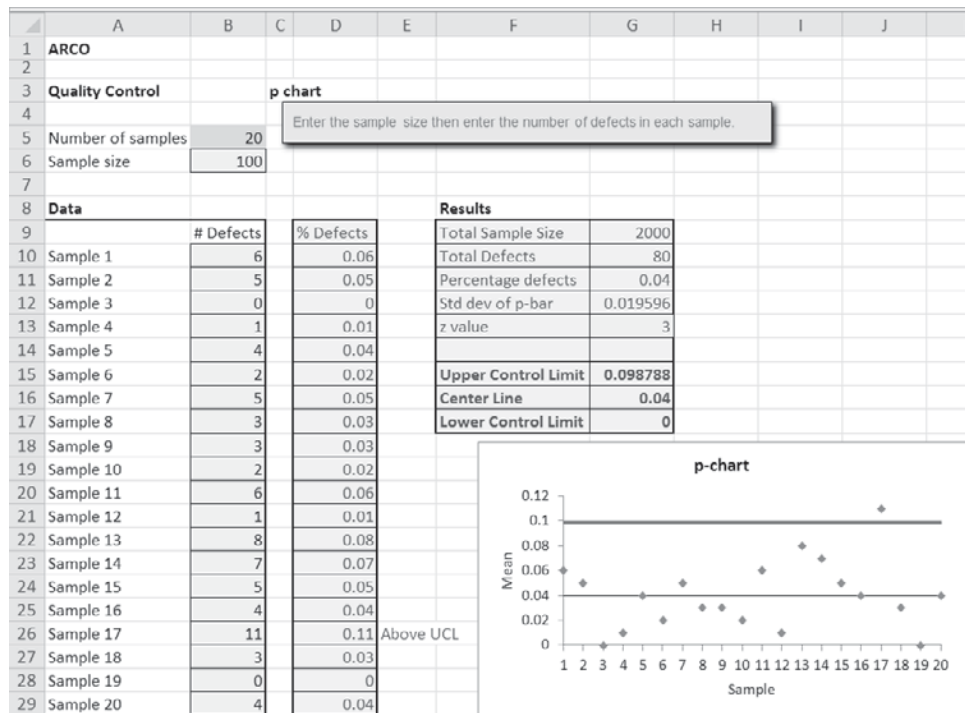 A B C D E F G H I J
1 ARCO
2
3 Quality Control p chart
4
Enter the sample size then enter the number of defects in each sample.
5 Number of samples 20
6 Sample size 100
7
8 Data Results
9 # Defects % Defects Total Sample Size 2000
10 Sample 1 6 0.06 Total Defects 80
11 Sample 2 5 0.05 Percentage defects 0.04
12 Sample 3 0 0 Std dev of p-bar 0.019596
13 Sample 4 1 0.01 z value 3
14 Sample 5 4 0.04
15 Sample 6 2 0.02 Upper Control Limit 0.098788
16 Sample 7 5 0.05 Center Line 0.04
17 Sample 8 3 0.03 Lower Control Limit 0
18 Sample 9 3 0.03
19 Sample 10 2 0.02
20 Sample 11 6 0.06
21 Sample 12 1 0.01
22 Sample 13 8 0.08
23 Sample 14 7 0.07
24 Sample 15 5 0.05
25 Sample 16 4 0.04
26 Sample 17 11 0.11 Above UCL
27 Sample 18 3 0.03
28 Sample 19 0 0
29 Sample 20 4 0.04
p-chart
0.12
0.1
0.08
0.06
0.04
0.02
0
Mean
1 2 3 4 5 6 7 8 9 10 11 12 13 14 15 16 17 18 19 20
Sample